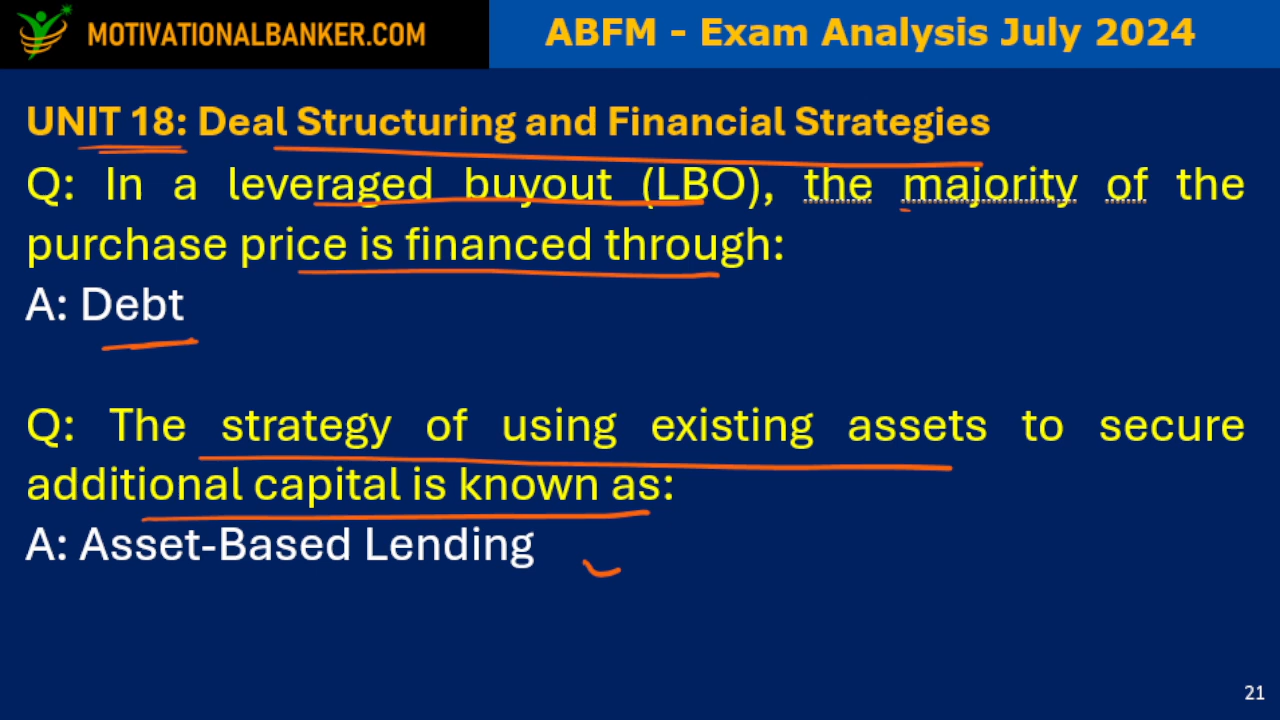 MOTIVATIONALBANKER.COM
ABFM - Exam Analysis July 2024
UNIT 18: Deal Structuring and Financial Strategies
Q: In a leveraged buyout (LBO), the majority of the
purchase price is financed through:
A: Debt
Q: The strategy of using existing assets to secure
additional capital is known as:
A: Asset-Based Lending
21